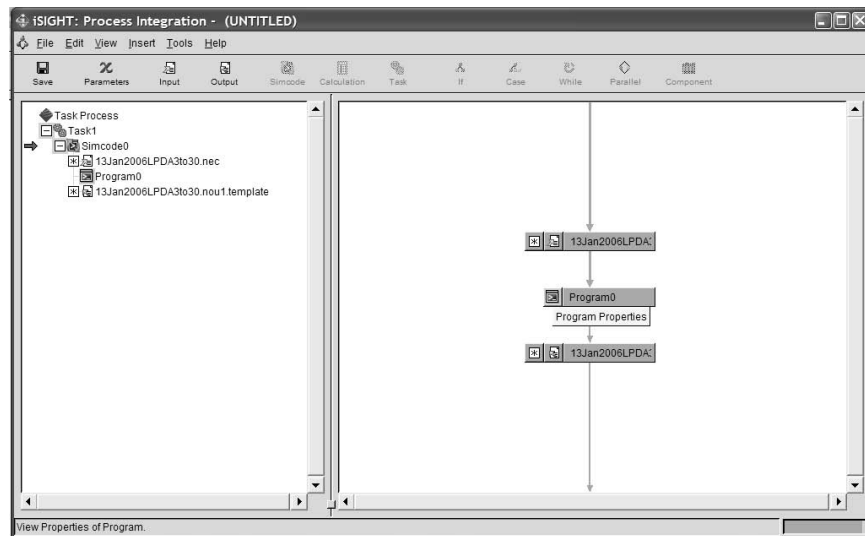 iSIGHT: Process Integration - (UNTITLED)
File Edit View Insert Tools Help
Save Parameters Input Output Simcode Calculation Task If Case While Parallel Component
Task Process
Task1
Simcode0
13Jan2006LPDA3to30.nec
Program0
13Jan2006LPDA3to30.nou1.template
13Jan2006LPDA:
Program0
Program Properties
13Jan2006LPDA:
View Properties of Program.